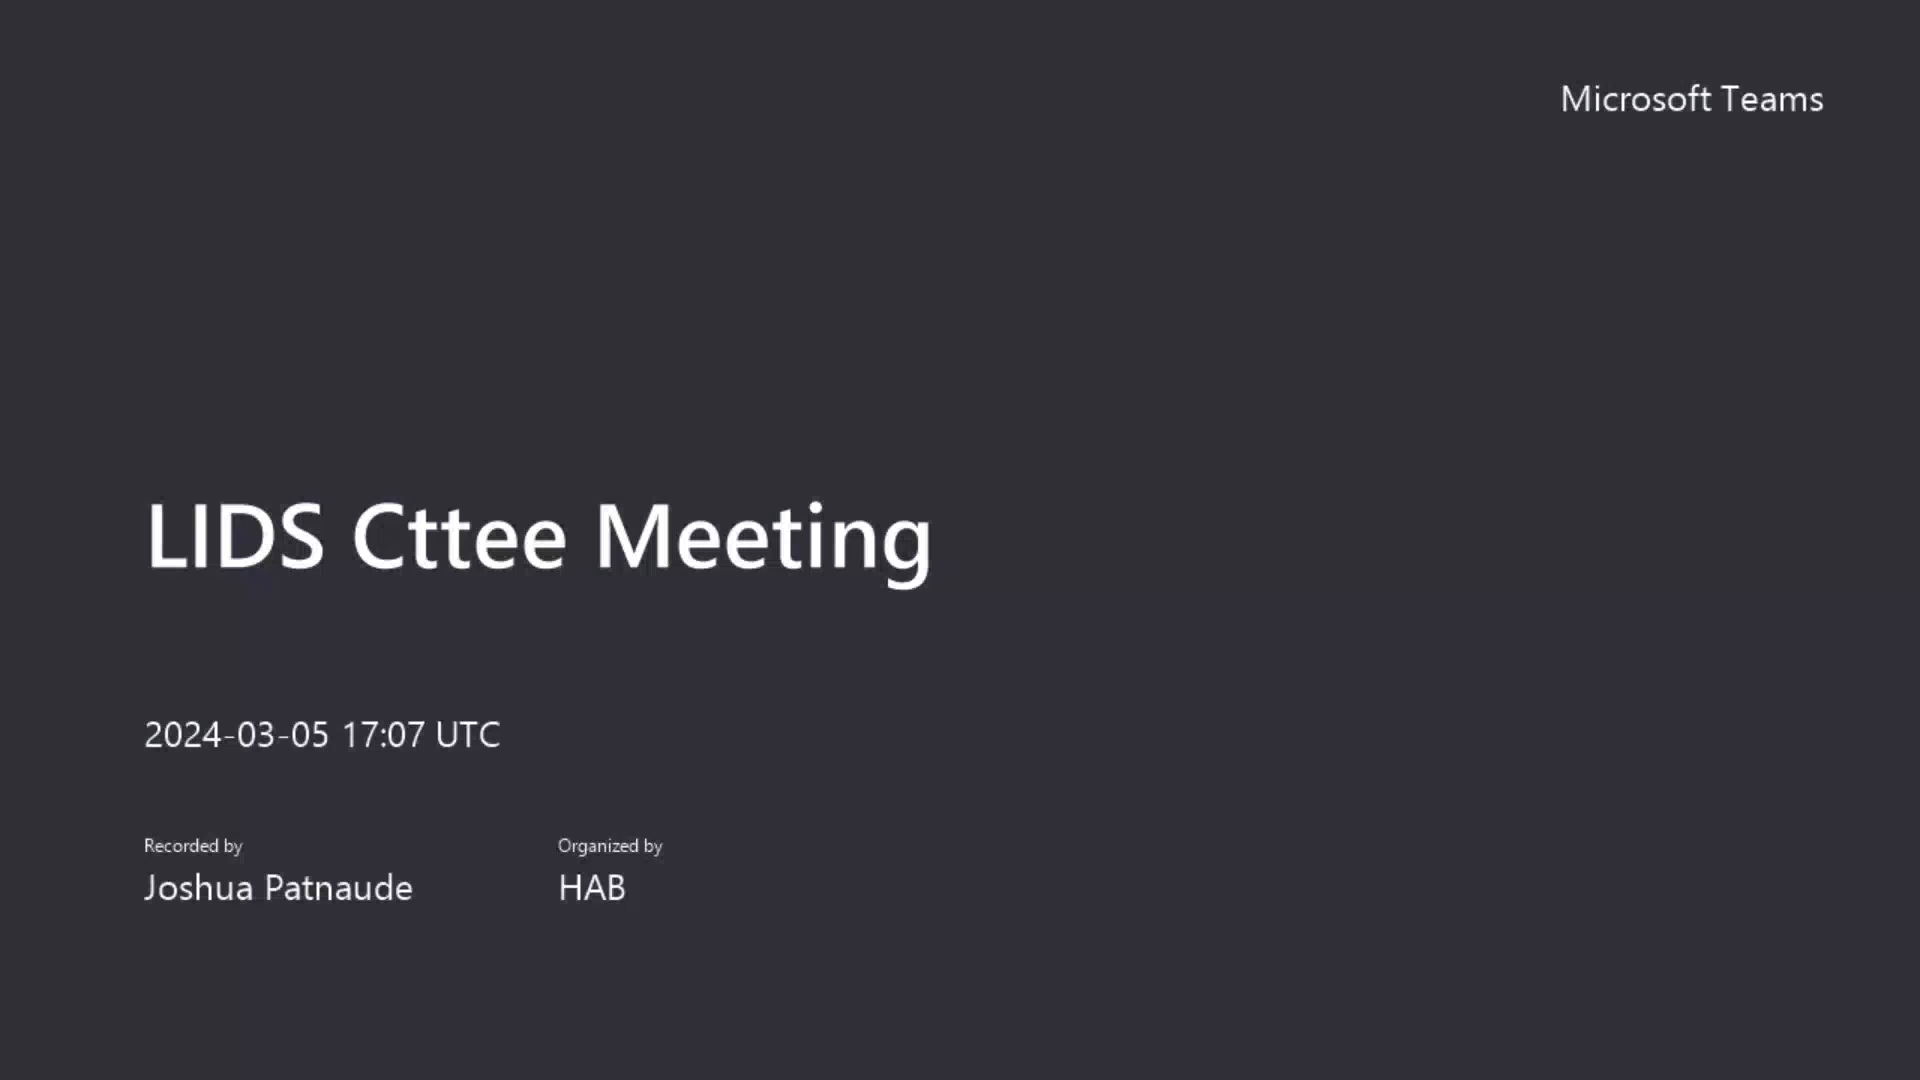 Microsoft Teams
LIDS Cttee Meeting
2024-03-05 17:07 UTC
Recorded by
Organized by
Joshua Patnaude
HAB